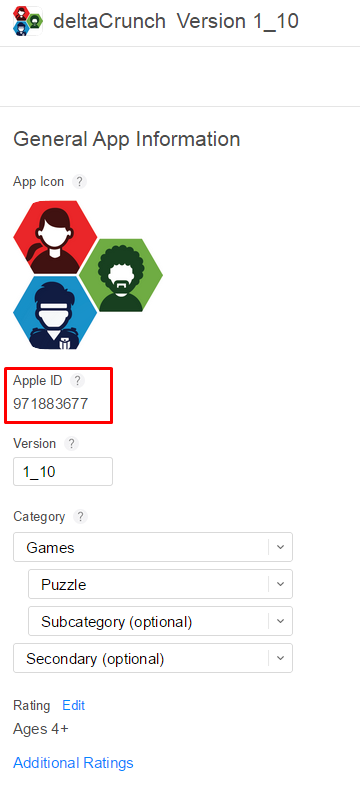 deltaCrunch Version 1_10
General App Information
App Icon ?
Apple ID ?
971883677
Version ?
1_10
Category ?
Games
Puzzle
Subcategory (optional)
Secondary (optional)
Rating Edit
Ages 4+
Additional Ratings